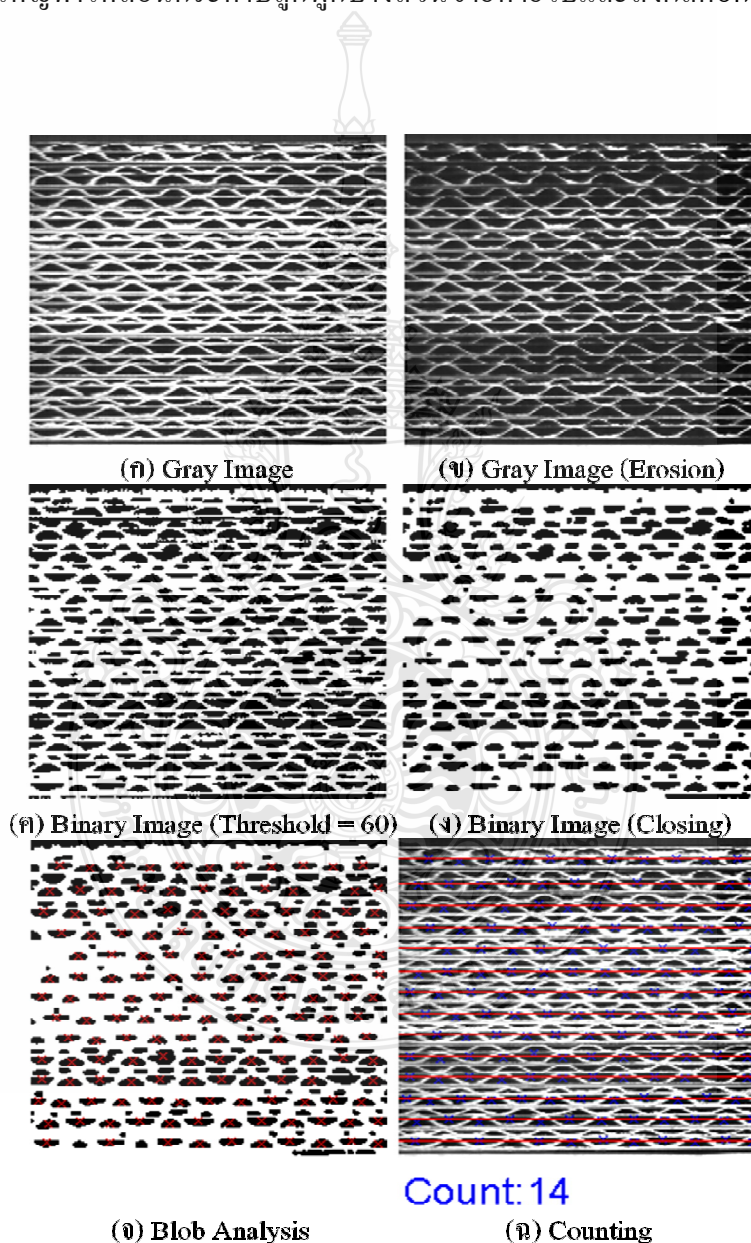 (ก) Gray Image
(ข) Gray Image (Erosion)
(ค) Binary Image (Threshold = 60)
(ง) Binary Image (Closing)
Count: 14
(จ) Blob Analysis
(ฉ) Counting